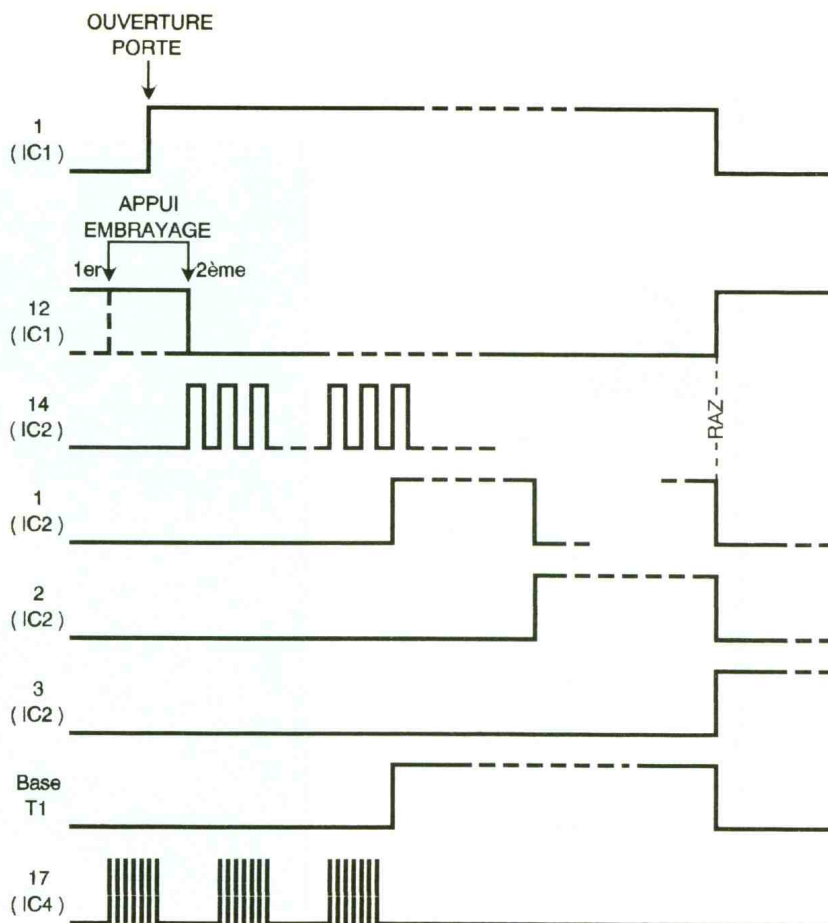 OUVERTURE
PORTE
1
( IC1 )
APPUI
EMBRAYAGE
1er
2ème
12
( IC1 )
14
( IC2 )
RAZ
1
( IC2 )
2
( IC2 )
3
( IC2 )
Base
T1
17
( IC4 )